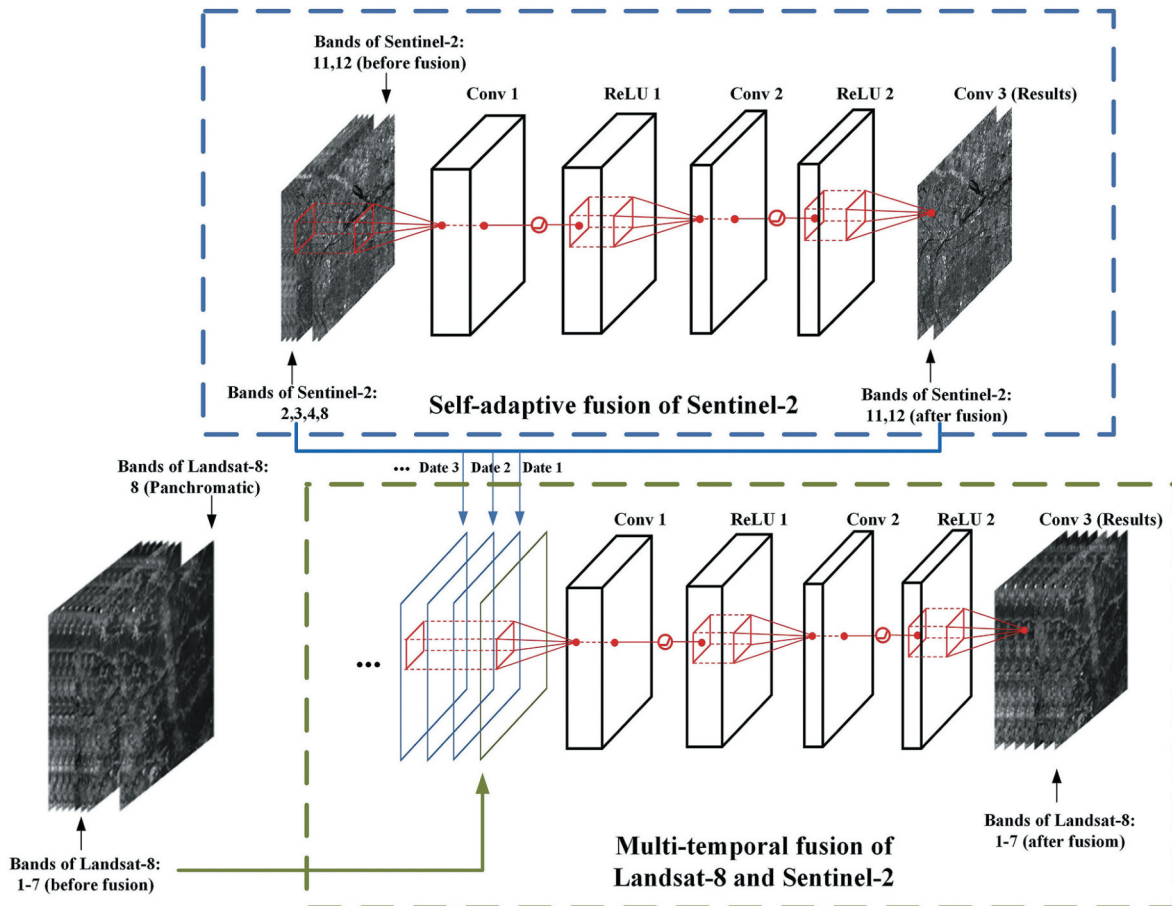 Bands of Sentinel-2:
11,12 (before fusion)
Conv 1
ReLU 1
Conv 2
ReLU 2
Conv 3 (Results)
Bands of Sentinel-2:
2,3,4,8
Self-adaptive fusion of Sentinel-2
Bands of Sentinel-2:
11,12 (after fusion)
Bands of Landsat-8:
8 (Panchromatic)
... Date 3
Date 2
Date 1
Conv 1
ReLU 1
Conv 2
ReLU 2
Conv 3 (Results)
...
Bands of Landsat-8:
1-7 (before fusion)
Multi-temporal fusion of
Landsat-8 and Sentinel-2
Bands of Landsat-8:
1-7 (after fusiom)